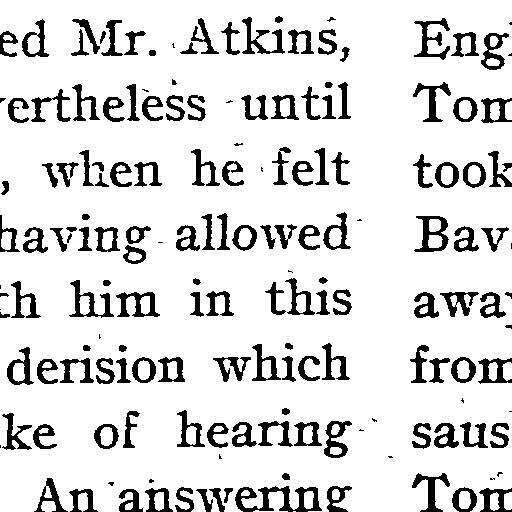 ed Mr. Atkins,
vertheless until
, when he felt
having allowed
th him in this
derision which
ke of hearing
An answering
Engl
Tom
took
Bava
away
from
saus
Tom